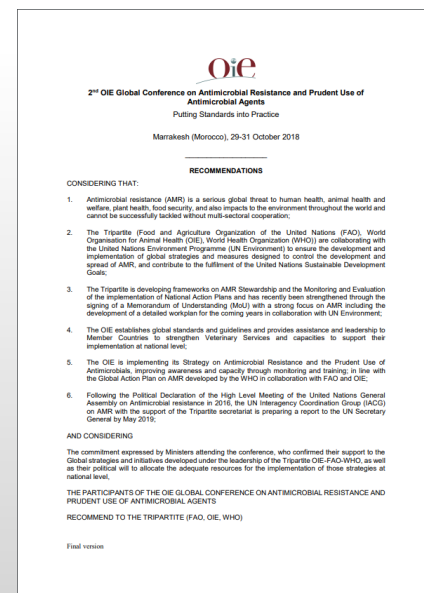 Oie
2nd OIE Global Conference on Antimicrobial Resistance and Prudent Use of
Antimicrobial Agents
Putting Standards into Practice
Marrakesh (Morocco), 29-31 October 2018
RECOMMENDATIONS
CONSIDERING THAT:
1. Antimicrobial resistance (AMR) is a serious global threat to human health, animal health and
welfare, plant health, food security, and also impacts to the environment throughout the world and
cannot be successfully tackled without multi-sectoral cooperation;
2. The Tripartite (Food and Agriculture Organization of the United Nations (FAO), World
Organisation for Animal Health (OIE), World Health Organization (WHO)) are collaborating with
the United Nations Environment Programme (UN Environment) to ensure the development and
implementation of global strategies and measures designed to control the development and
spread of AMR, and contribute to the fulfilment of the United Nations Sustainable Development
Goals;
3. The Tripartite is developing frameworks on AMR Stewardship and the Monitoring and Evaluation
of the implementation of National Action Plans and has recently been strengthened through the
signing of a Memorandum of Understanding (MoU) with a strong focus on AMR including the
development of a detailed workplan for the coming years in collaboration with UN Environment;
4. The OIE establishes global standards and guidelines and provides assistance and leadership to
Member Countries to strengthen Veterinary Services and capacities to support their
implementation at national level;
5. The OIE is implementing its Strategy on Antimicrobial Resistance and the Prudent Use of
Antimicrobials, improving awareness and capacity through monitoring and training; in line with
the Global Action Plan on AMR developed by the WHO in collaboration with FAO and OIE;
6. Following the Political Declaration of the High Level Meeting of the United Nations General
Assembly on Antimicrobial resistance in 2016, the UN Interagency Coordination Group (IACG)
on AMR with the support of the Tripartite secretariat is preparing a report to the UN Secretary
General by May 2019;
AND CONSIDERING
The commitment expressed by Ministers attending the conference, who confirmed their support to the
Global strategies and initiatives developed under the leadership of the Tripartite OIE-FAO-WHO, as well
as their political will to allocate the adequate resources for the implementation of those strategies at
national level,
THE PARTICIPANTS OF THE OIE GLOBAL CONFERENCE ON ANTIMICROBIAL RESISTANCE AND
PRUDENT USE OF ANTIMICROBIAL AGENTS
RECOMMEND TO THE TRIPARTITE (FAO, OIE, WHO)
Final version